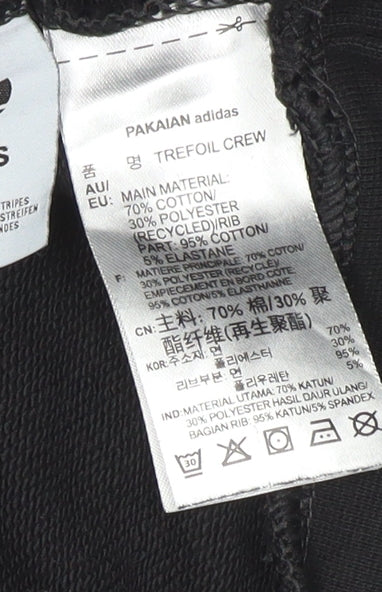 S
TRIPES
STREIFEN
NDES
PAKAIAN adidas
품 명 TREFOIL CREW
AU/
EU: MAIN MATERIAL:
70% COTTON/
30% POLYESTER
(RECYCLED)/RIB
PART: 95% COTTON/
5% ELASTANE
F: MATIERE PRINCIPALE: 70% COTON/
30% POLYESTER (RECYCLE)/
EMPIECEMENT EN BORD COTE:
95% COTON/5% ELASTHANNE
CN: 主料: 70% 棉/30% 聚
酯纤维(再生聚酯)
KOR: 주소재: 면 70%
폴리에스터 30%
리브부분: 면 95%
폴리우레탄 5%
IND: MATERIAL UTAMA: 70% KATUN/
30% POLYESTER HASIL DAUR ULANG/
BAGIAN RIB: 95% KATUN/5% SPANDEX
30